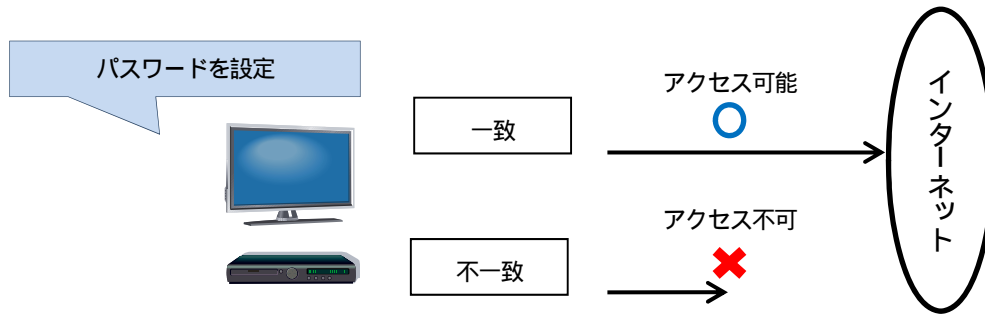 パスワードを設定
一致
アクセス可能
不一致
アクセス不可
インターネット